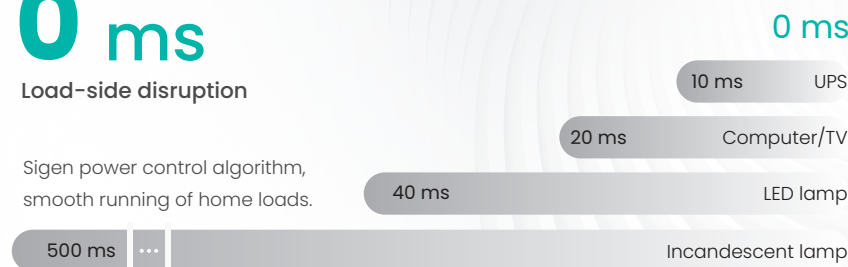 0 ms
Load-side disruption
Sigen power control algorithm,
smooth running of home loads.
0 ms
10 ms UPS
20 ms Computer/TV
40 ms LED lamp
500 ms ... Incandescent lamp